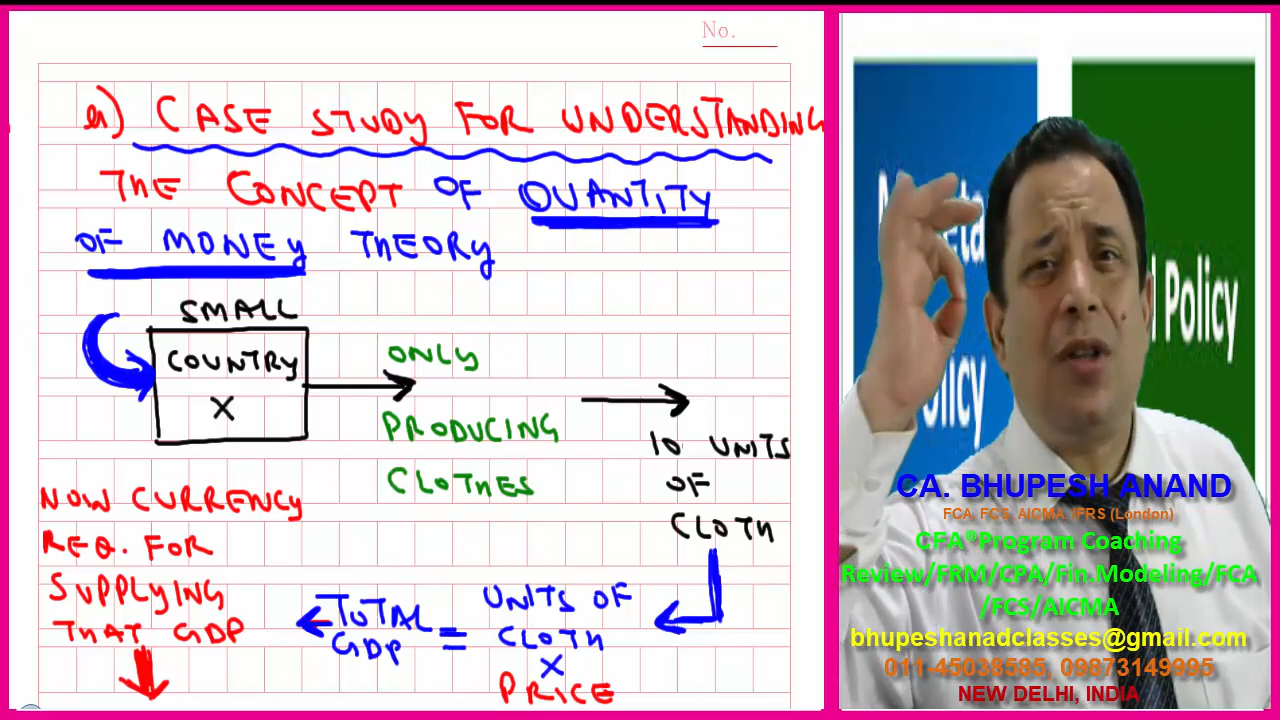 No.
a) CASE STUDY FOR UNDERSTANDING
THE CONCEPT OF QUANTITY
OF MONEY THEORY
SMALL
COUNTRY
X
ONLY
PRODUCING
CLOTHES
10 UNITS
OF
CLOTH
UNITS OF
CLOTH
X
PRICE
=
TOTAL
GDP
NOW CURRENCY
REQ. FOR
SUPPLYING
THAT GDP
l Policy
olicy
CA. BHUPESH ANAND
FCA, FCS, AICMA, IFRS (London)
CFA®Program Coaching
Review/FRM/CPA/Fin.Modeling/FCA
/FCS/AICMA
bhupeshanadclasses@gmail.com
011-45038585, 09873149995
NEW DELHI, INDIA